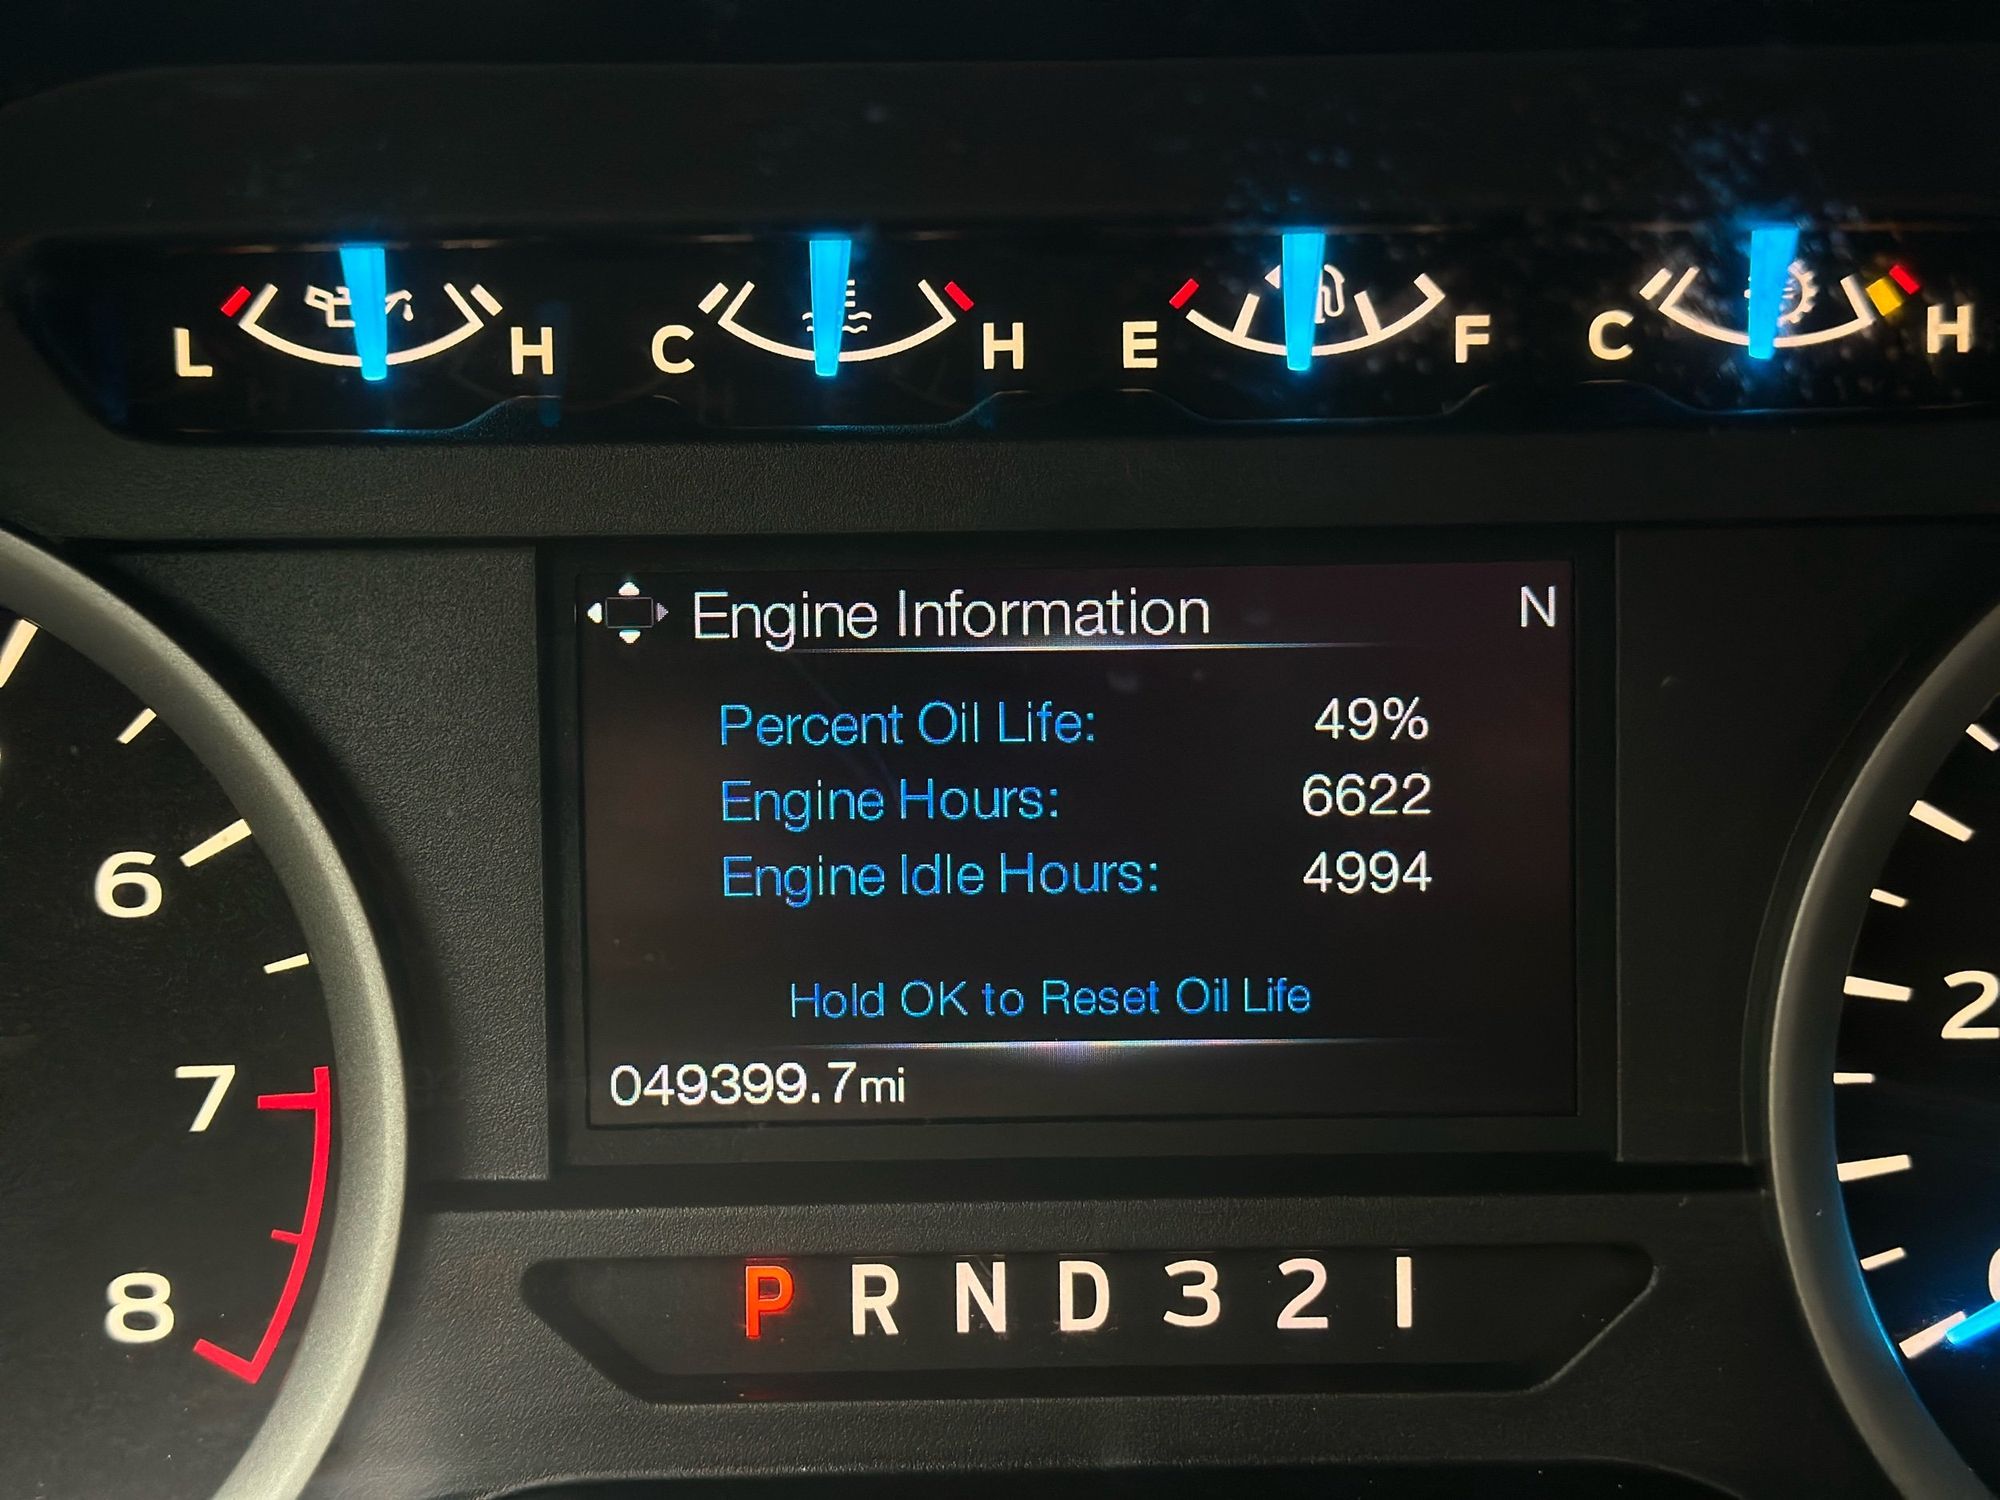 L H C H E F C H
Engine Information N
Percent Oil Life: 49%
Engine Hours: 6622
Engine Idle Hours: 4994
Hold OK to Reset Oil Life
049399.7mi
6
7
8
2
P R N D 3 2 1